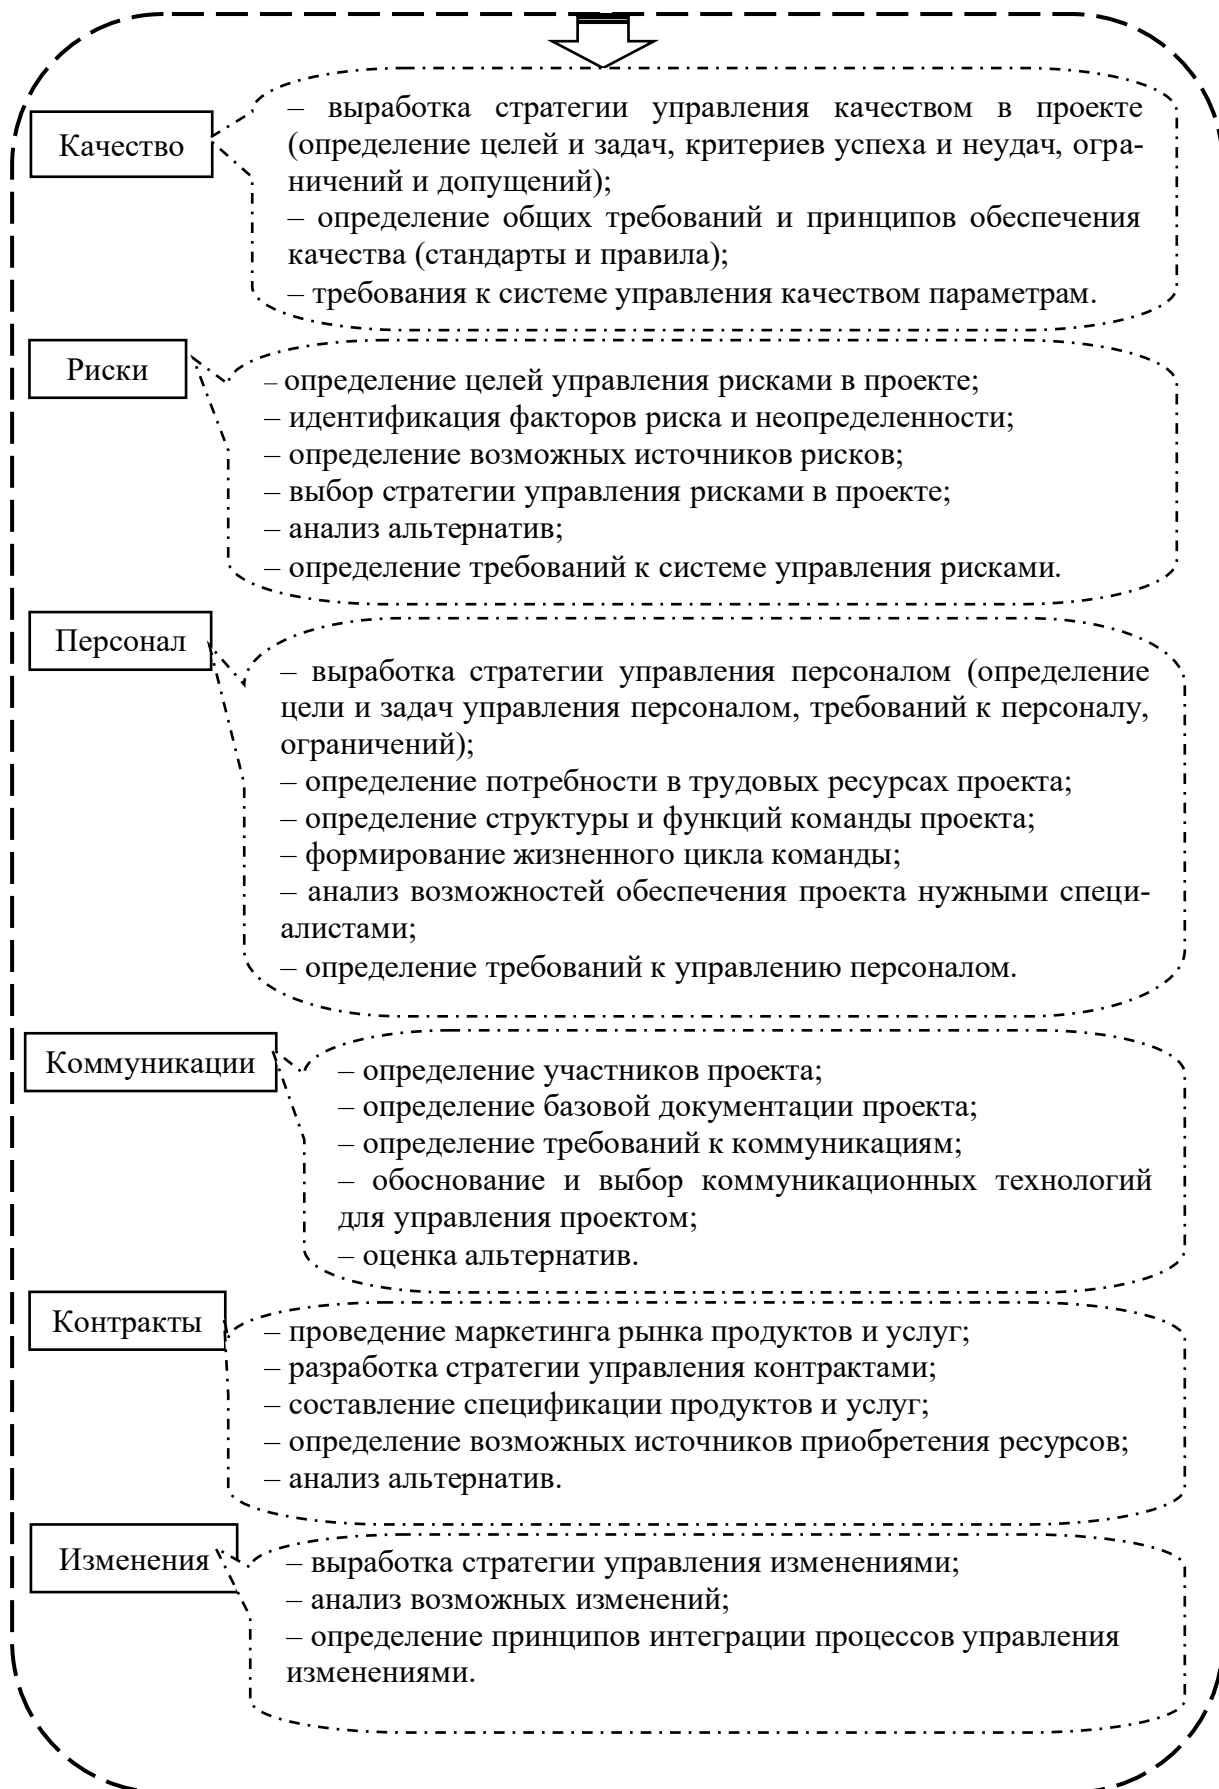 Качество
– выработка стратегии управления качеством в проекте
(определение целей и задач, критериев успеха и неудач, огра-
ничений и допущений);
– определение общих требований и принципов обеспечения
качества (стандарты и правила);
– требования к системе управления качеством параметрам.
Риски
– определение целей управления рисками в проекте;
– идентификация факторов риска и неопределенности;
– определение возможных источников рисков;
– выбор стратегии управления рисками в проекте;
– анализ альтернатив;
– определение требований к системе управления рисками.
Персонал
– выработка стратегии управления персоналом (определение
цели и задач управления персоналом, требований к персоналу,
ограничений);
– определение потребности в трудовых ресурсах проекта;
– определение структуры и функций команды проекта;
– формирование жизненного цикла команды;
– анализ возможностей обеспечения проекта нужными специ-
алистами;
– определение требований к управлению персоналом.
Коммуникации
– определение участников проекта;
– определение базовой документации проекта;
– определение требований к коммуникациям;
– обоснование и выбор коммуникационных технологий
для управления проектом;
– оценка альтернатив.
Контракты
– проведение маркетинга рынка продуктов и услуг;
– разработка стратегии управления контрактами;
– составление спецификации продуктов и услуг;
– определение возможных источников приобретения ресурсов;
– анализ альтернатив.
Изменения
– выработка стратегии управления изменениями;
– анализ возможных изменений;
– определение принципов интеграции процессов управления
изменениями.